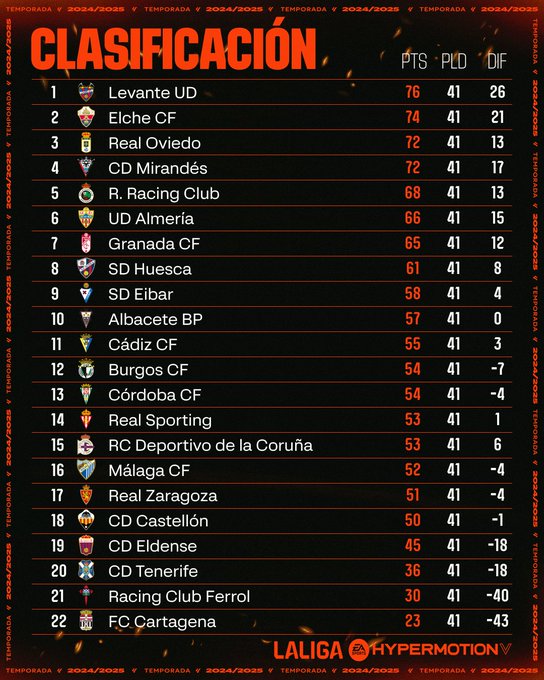 TEMPORADA 2024/2025 TEMPORADA 2024/2025 TEMPORADA 2024/2025 TEMPORADA 2024/2025
CLASIFICACIÓN
PTS PLD DIF
1 Levante UD 76 41 26
2 Elche CF 74 41 21
3 Real Oviedo 72 41 13
4 CD Mirandés 72 41 17
5 R. Racing Club 68 41 13
6 UD Almería 66 41 15
7 Granada CF 65 41 12
8 SD Huesca 61 41 8
9 SD Eibar 58 41 4
10 Albacete BP 57 41 0
11 Cádiz CF 55 41 3
12 Burgos CF 54 41 -7
13 Córdoba CF 54 41 -4
14 Real Sporting 53 41 1
15 RC Deportivo de la Coruña 53 41 6
16 Málaga CF 52 41 -4
17 Real Zaragoza 51 41 -4
18 CD Castellón 50 41 -1
19 CD Eldense 45 41 -18
20 CD Tenerife 36 41 -18
21 Racing Club Ferrol 30 41 -40
22 FC Cartagena 23 41 -43
LALIGA EA SPORTS HYPERMOTION
TEMPORADA 2024/2025 TEMPORADA 2024/2025 TEMPORADA 2024/2025 TEMPORADA 2024/2025